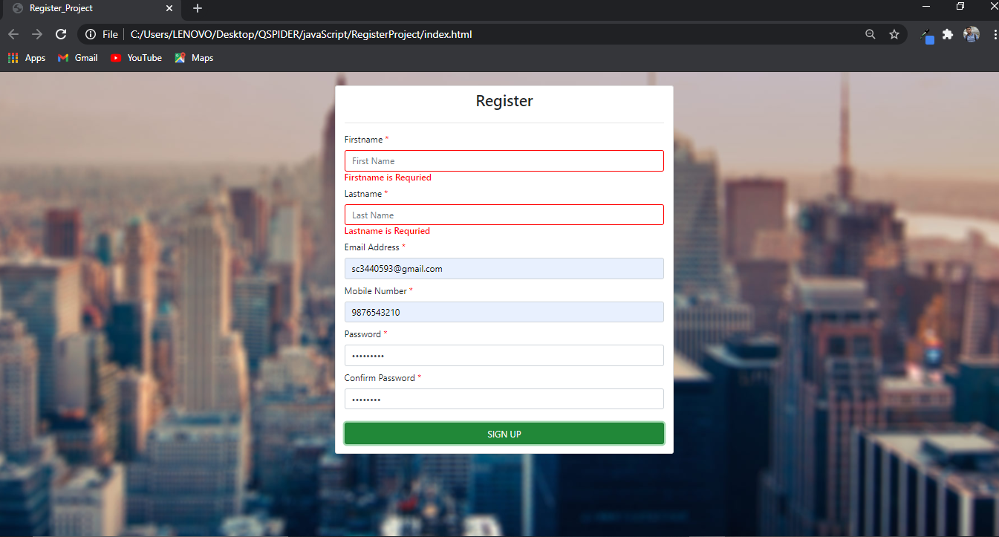 Register_Project
File C:/Users/LENOVO/Desktop/QSPIDER/javaScript/RegisterProject/index.html
Apps Gmail YouTube Maps
Register
Firstname *
First Name
Firstname is Requried
Lastname *
Last Name
Lastname is Requried
Email Address *
sc3440593@gmail.com
Mobile Number *
9876543210
Password *
•••••••••
Confirm Password *
••••••••
SIGN UP